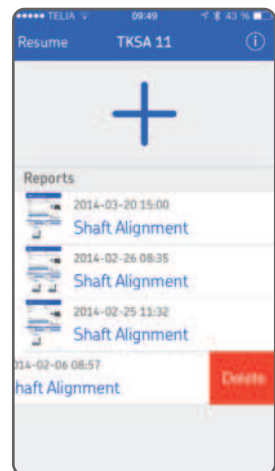 TELIA 09:49 43 %
Resume TKSA 11
Reports
2014-03-20 15:00
Shaft Alignment
2014-02-26 08:35
Shaft Alignment
2014-02-25 11:32
Shaft Alignment
014-02-06 08:57
haft Alignment
Delete